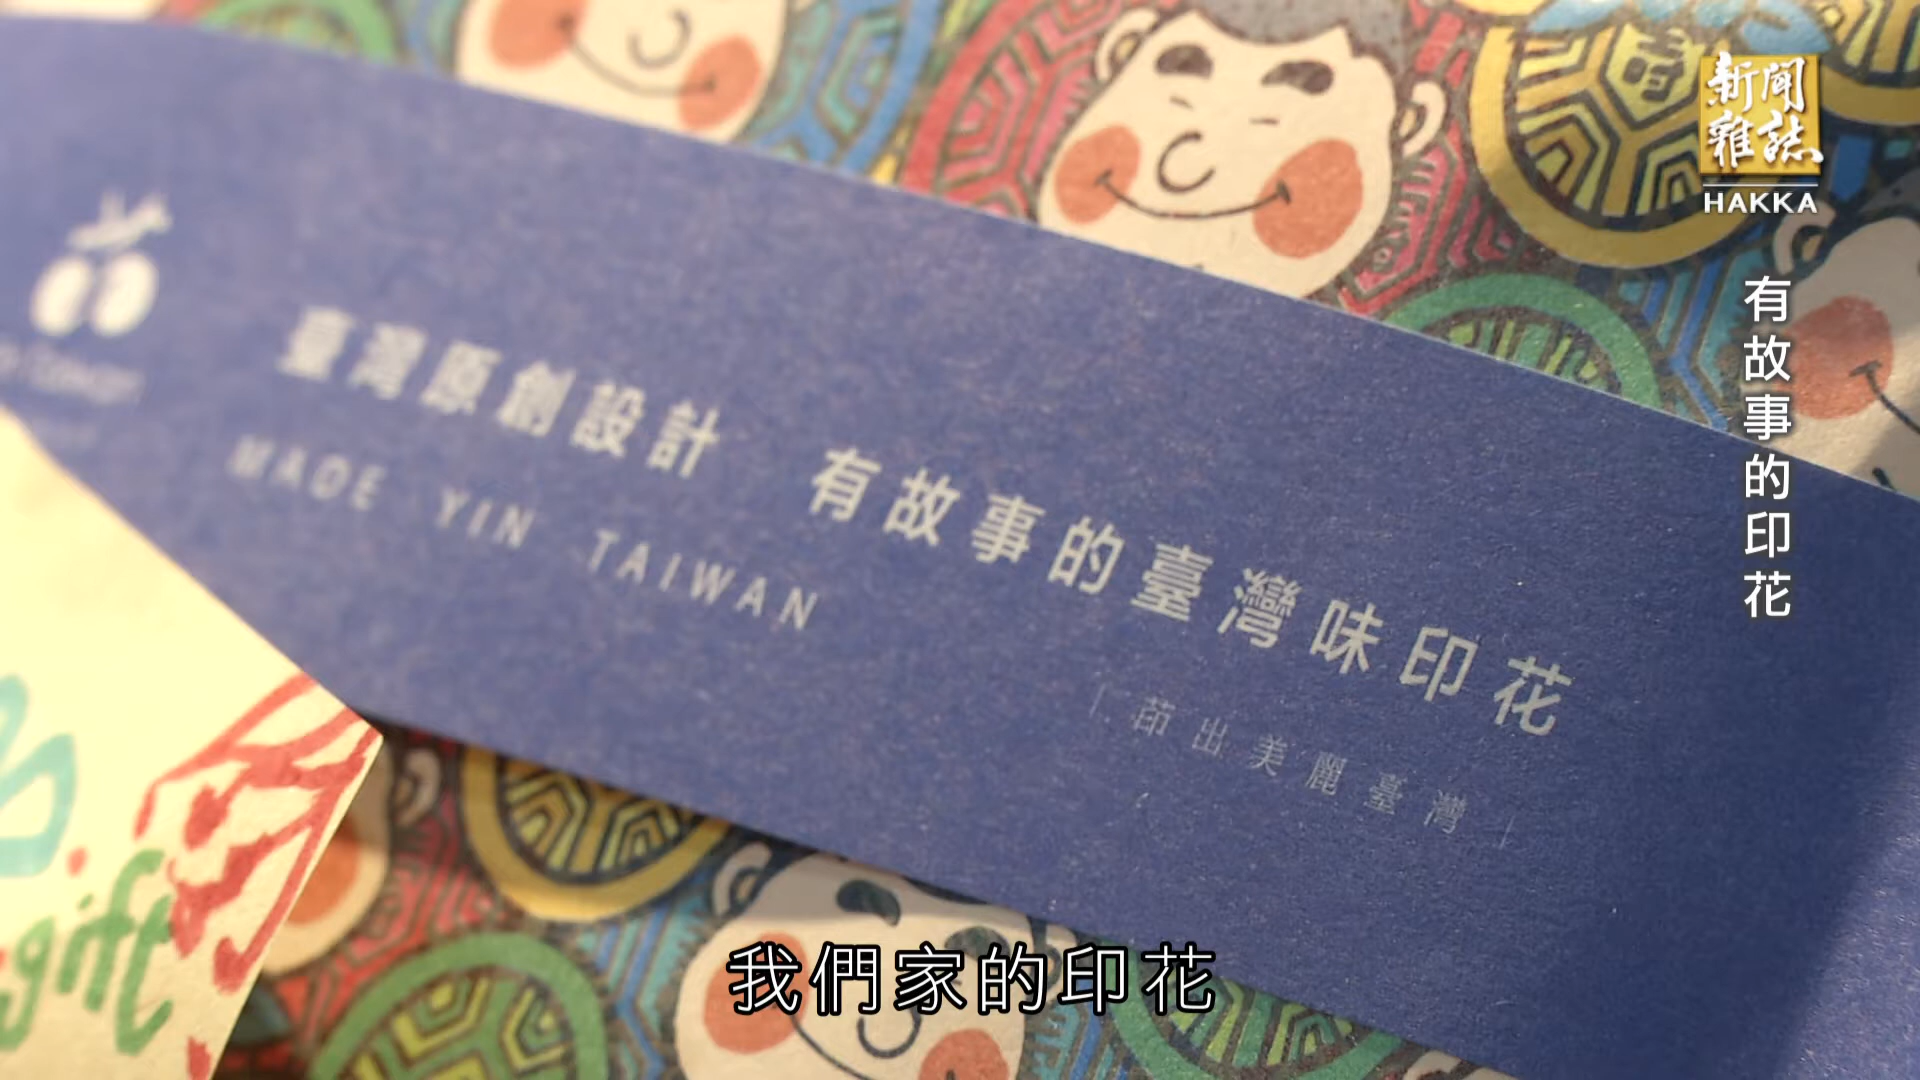 新聞
雜誌
HAKKA
有故事的印花
臺灣原創設計 有故事的臺灣味印花
MADE YIN TAIWAN
｜茚出美麗臺灣｜
我們家的印花